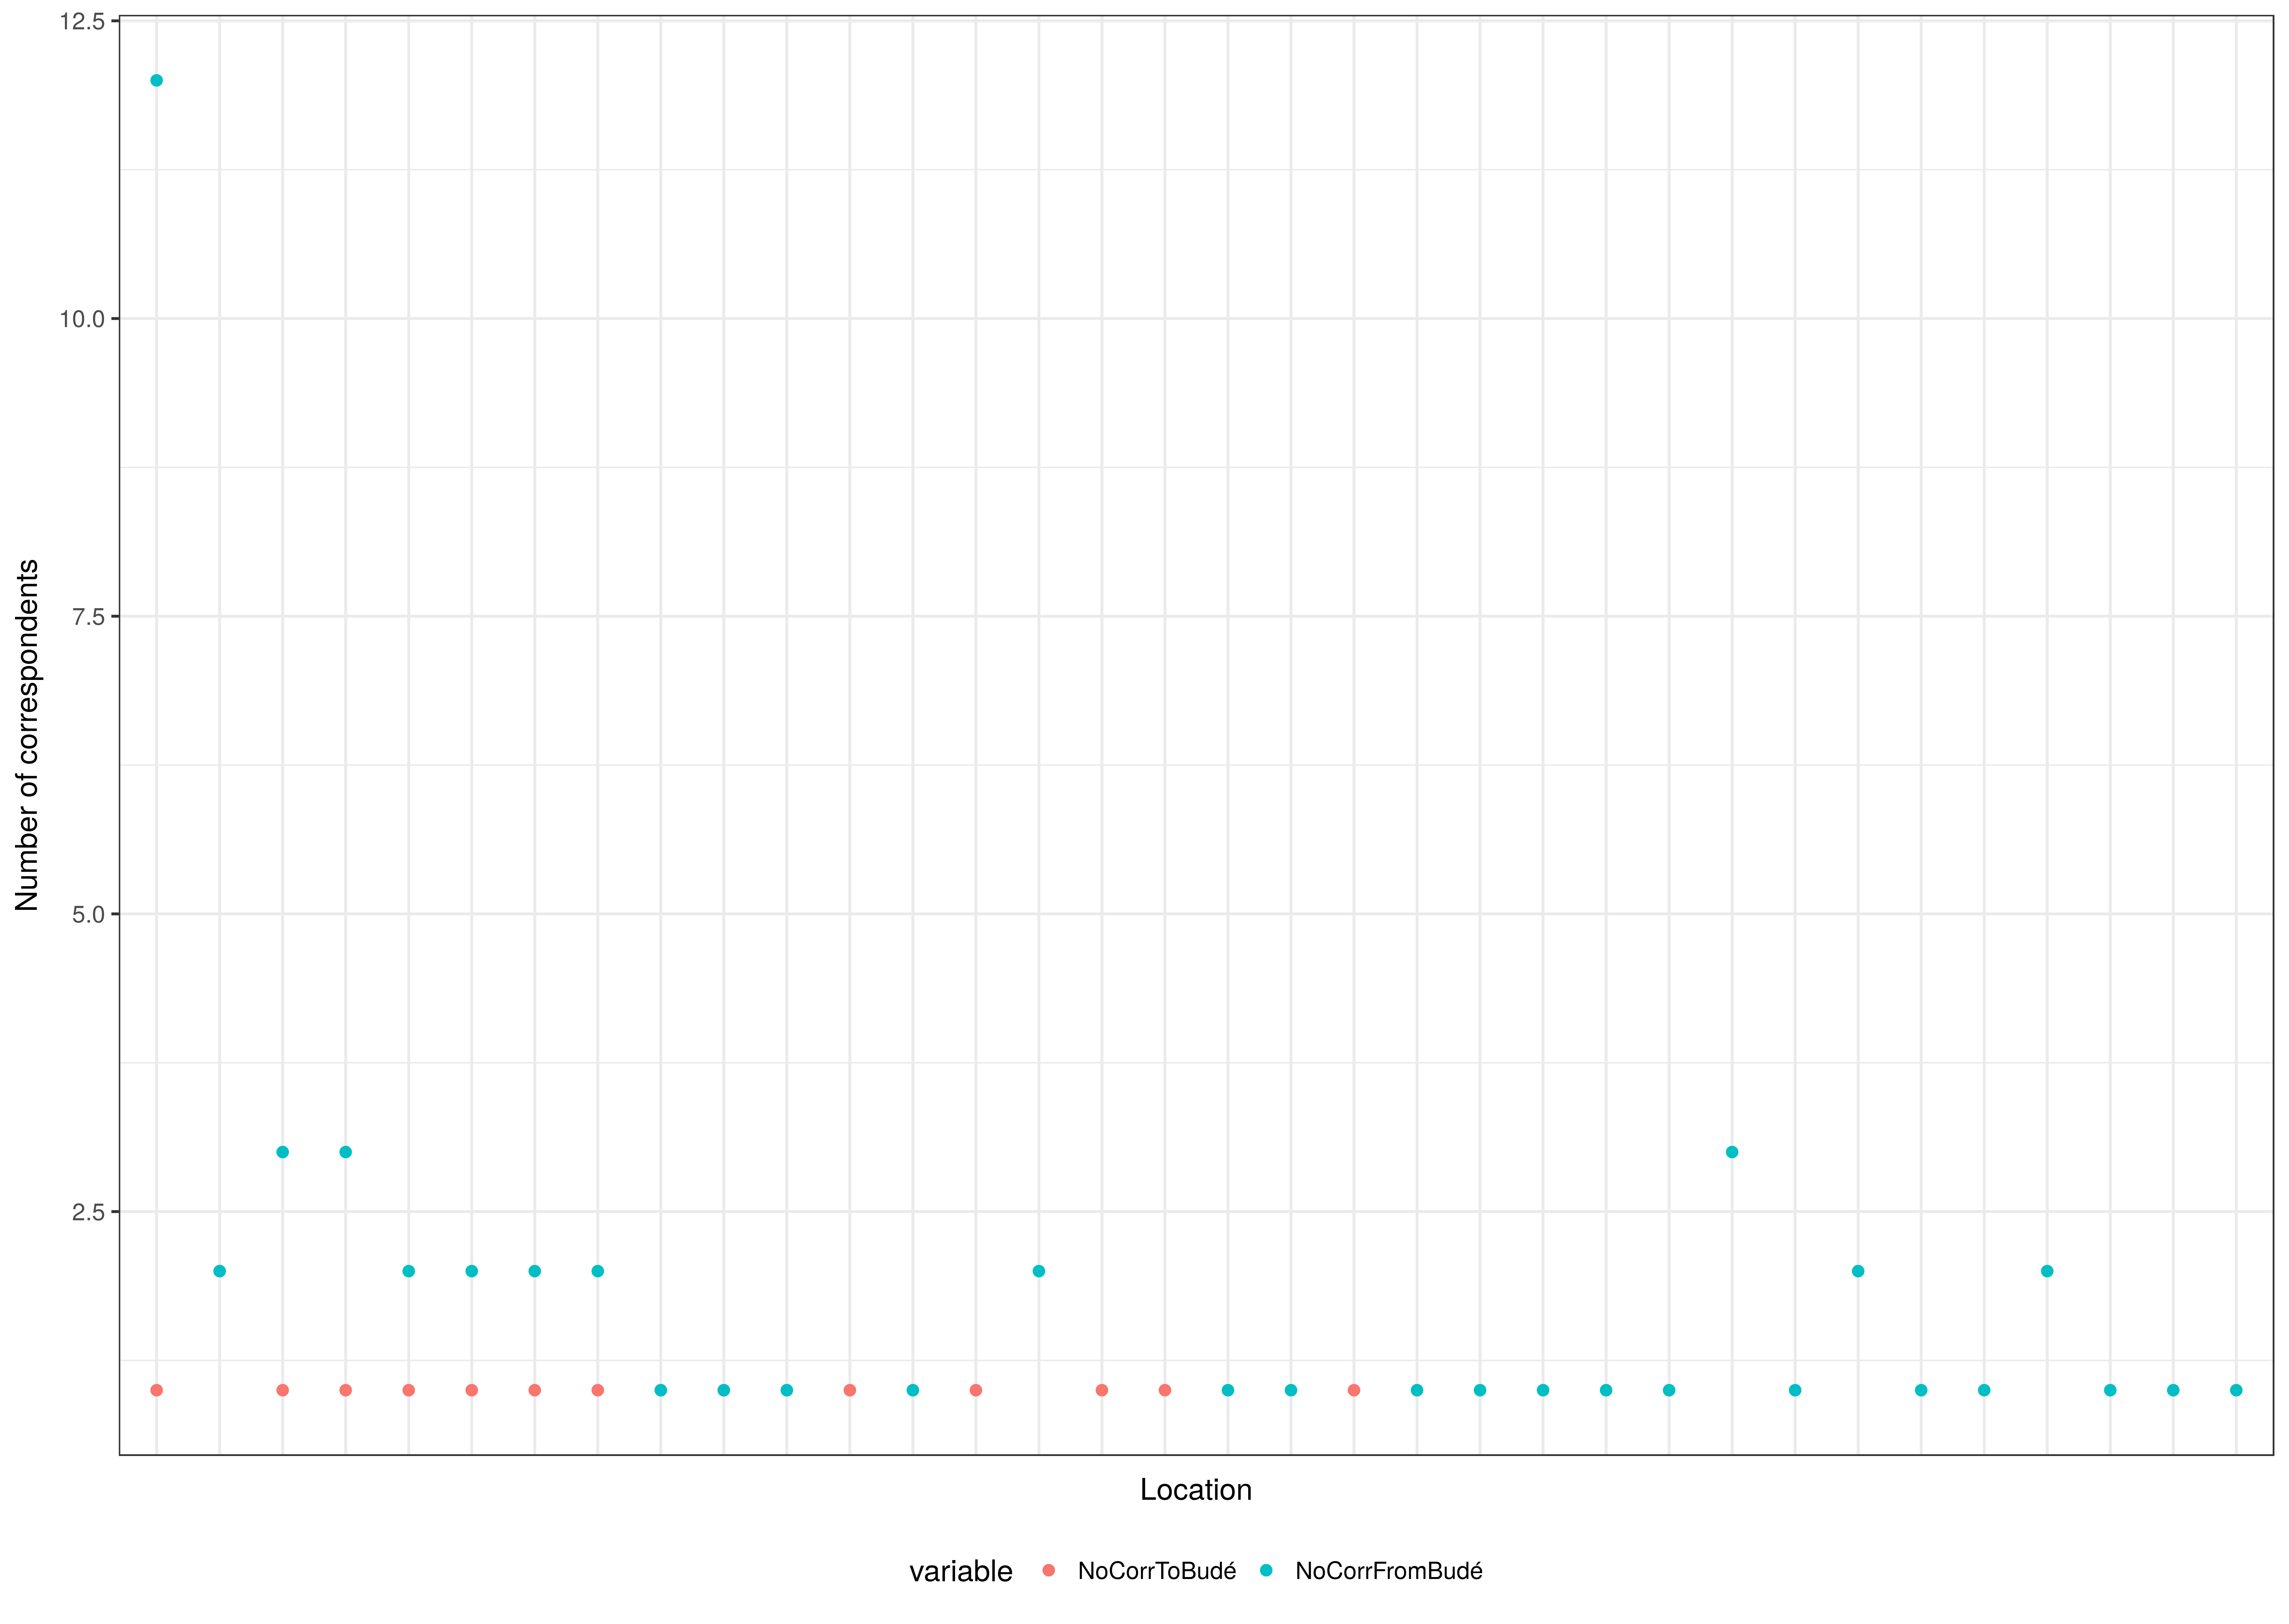 12.5
10.0
7.5
5.0
2.5
Number of correspondents
Location
variable NoCorrToBudé NoCorrFromBudé